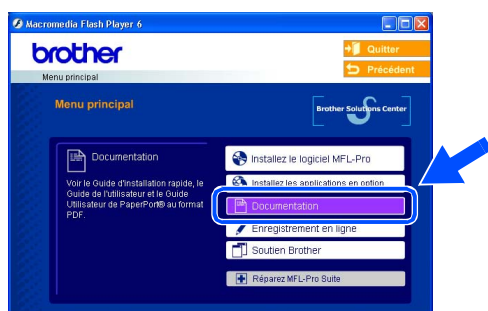 Macromedia Flash Player 6
brother
Quitter
Précédent
Menu principal
Menu principal
Brother Solutions Center
Documentation
Voir le Guide d'installation rapide, le
Guide de l'utilisateur et le Guide
Utilisateur de PaperPort® au format
PDF.
Installez le logiciel MFL-Pro
Installez les applications en option
Documentation
Enregistrement en ligne
Soutien Brother
Réparez MFL-Pro Suite